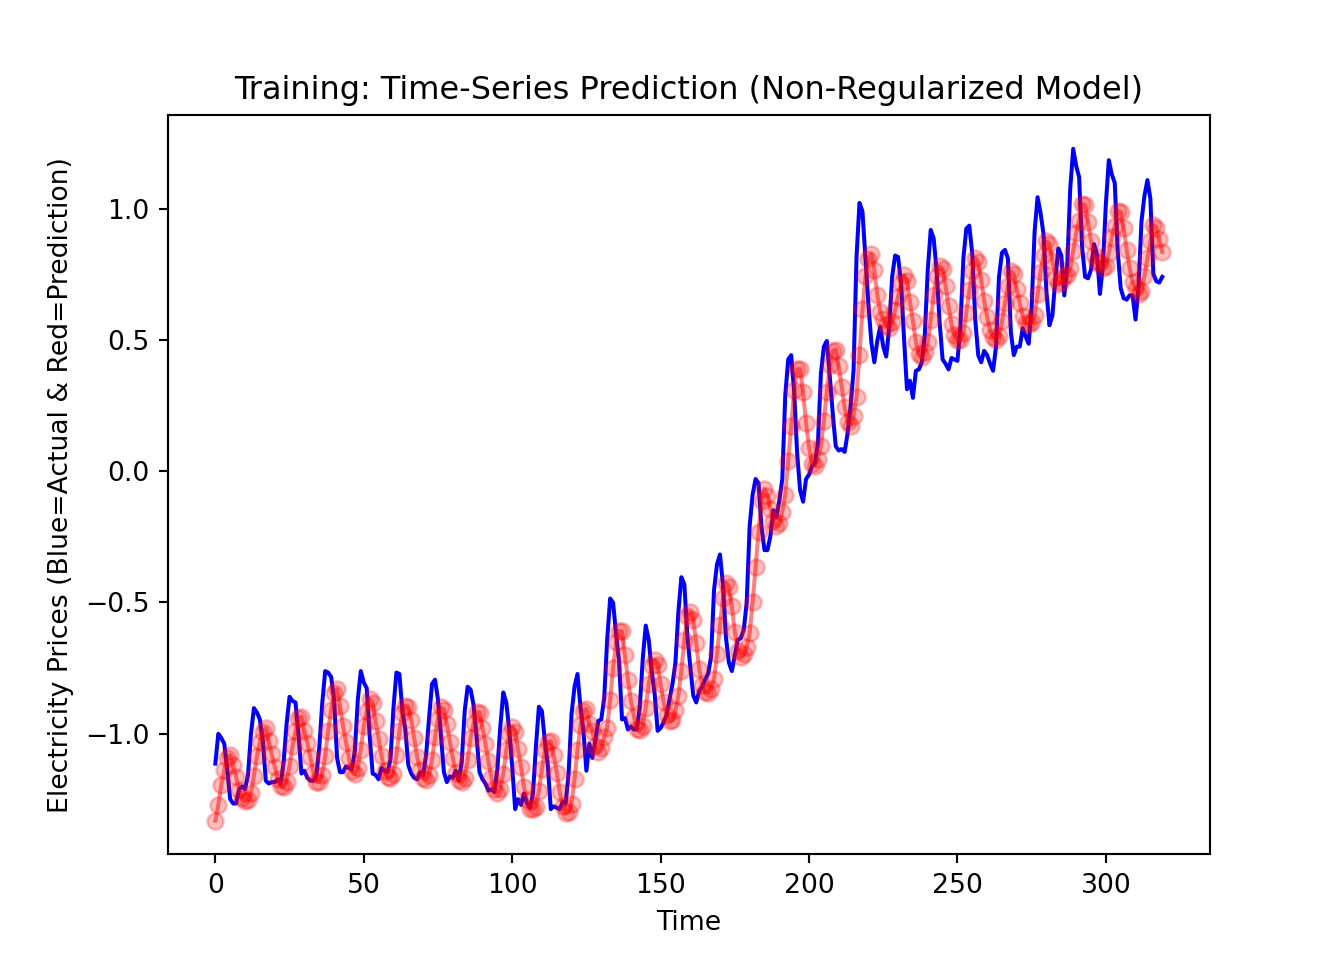 Training: Time-Series Prediction (Non-Regularized Model)
Electricity Prices (Blue=Actual & Red=Prediction)
1.0
0.5
0.0
−0.5
−1.0
0 50 100 150 200 250 300
Time